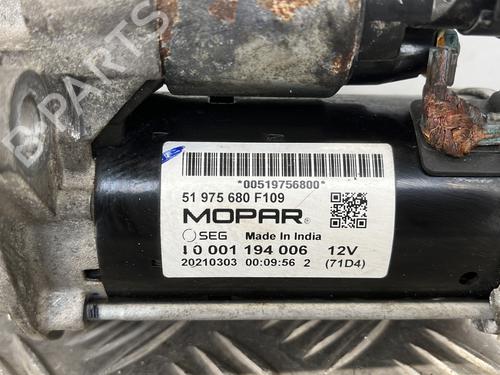 B-PARTS
*00519756800*
51 975 680 F109
MOPAR®
SEG Made In India
I 0 001 194 006 12V
20210303 00:09:56 2 (71D4)